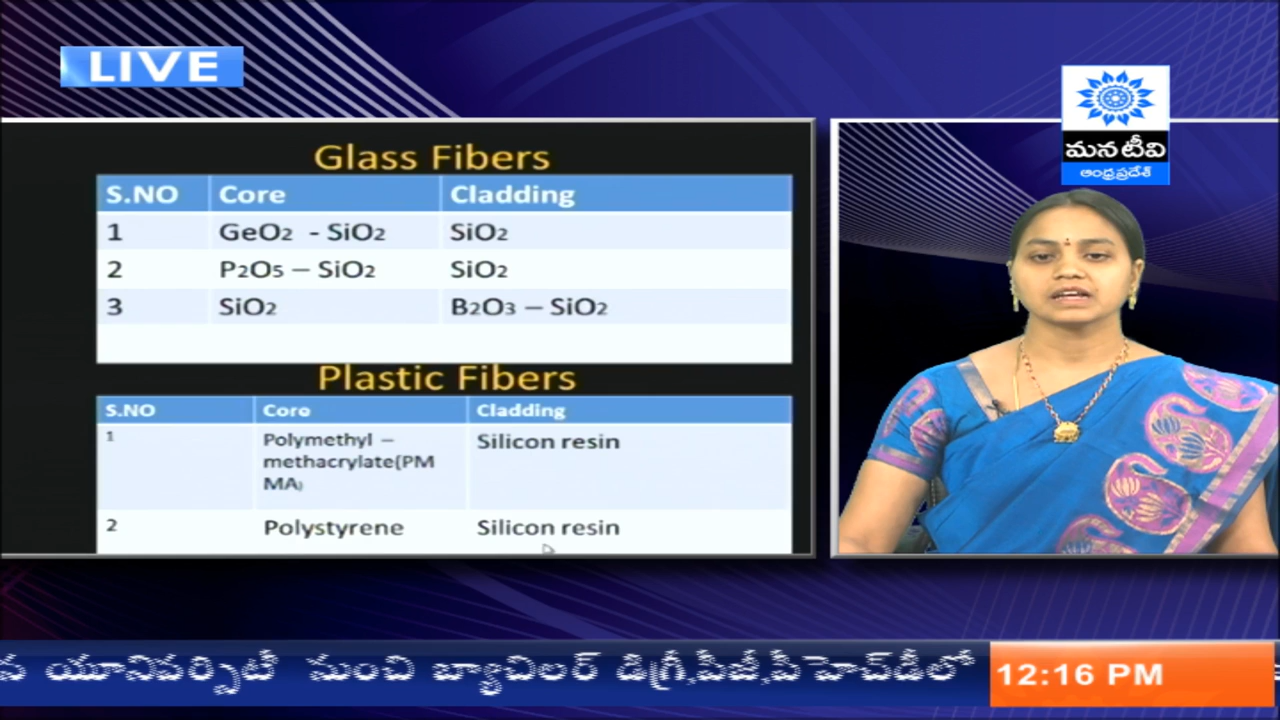 LIVE
మన టీవి
ఆంధ్రప్రదేశ్
Glass Fibers
S.NO Core Cladding
1 GeO2 - SiO2 SiO2
2 P2O5 – SiO2 SiO2
3 SiO2 B2O3 – SiO2
Plastic Fibers
S.NO Core Cladding
1 Polymethyl – Silicon resin
methacrylate(PM
MA)
2 Polystyrene Silicon resin
న యూనివర్సిటీ నుంచి బ్యాచిలర్ డిగ్రీ,పీజీ,పీహెచ్‌డీలో
12:16 PM